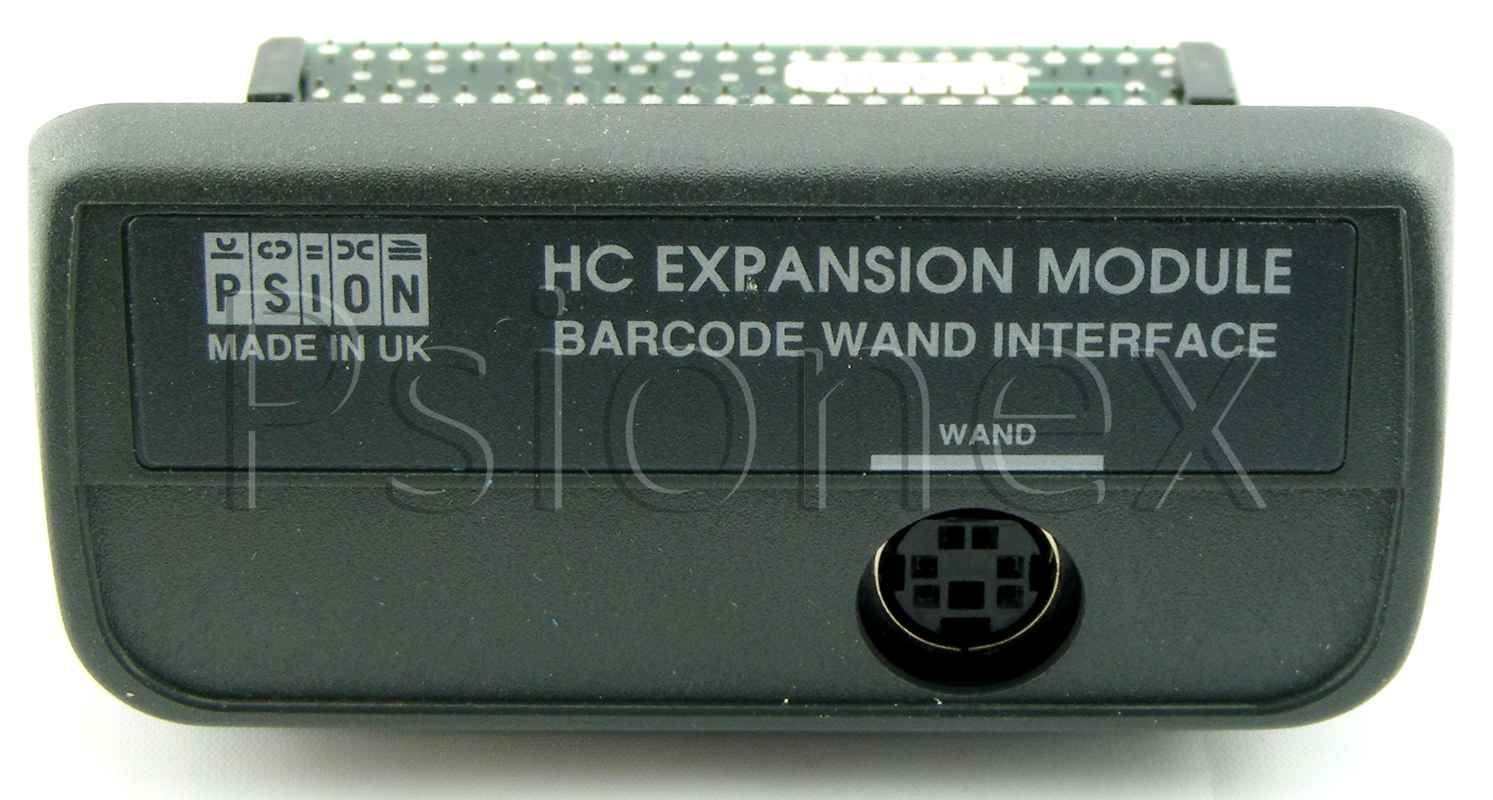 PSION
MADE IN UK
HC EXPANSION MODULE
BARCODE WAND INTERFACE
WAND
Psionex